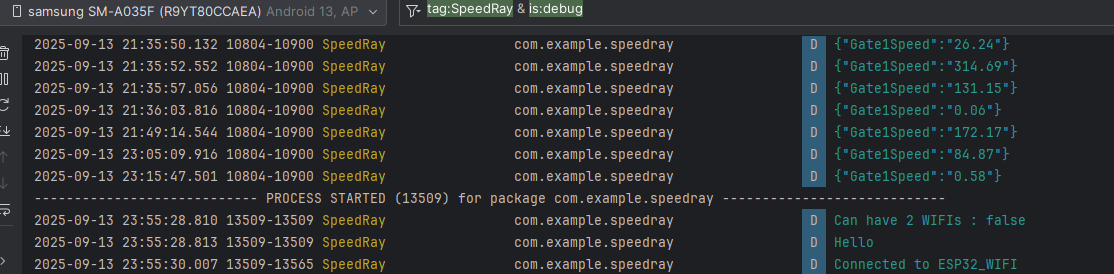 samsung SM-A035F (R9YT80CCAEA) Android 13, AP tag:SpeedRay & is:debug
2025-09-13 21:35:50.132 10804-10900 SpeedRay com.example.speedray D {"Gate1Speed":"26.24"}
2025-09-13 21:35:52.552 10804-10900 SpeedRay com.example.speedray D {"Gate1Speed":"314.69"}
2025-09-13 21:35:57.056 10804-10900 SpeedRay com.example.speedray D {"Gate1Speed":"131.15"}
2025-09-13 21:36:03.816 10804-10900 SpeedRay com.example.speedray D {"Gate1Speed":"0.06"}
2025-09-13 21:49:14.544 10804-10900 SpeedRay com.example.speedray D {"Gate1Speed":"172.17"}
2025-09-13 23:05:09.916 10804-10900 SpeedRay com.example.speedray D {"Gate1Speed":"84.87"}
2025-09-13 23:15:47.501 10804-10900 SpeedRay com.example.speedray D {"Gate1Speed":"0.58"}
---------------------------- PROCESS STARTED (13509) for package com.example.speedray ----------------------------
2025-09-13 23:55:28.810 13509-13509 SpeedRay com.example.speedray D Can have 2 WIFIs : false
2025-09-13 23:55:28.813 13509-13509 SpeedRay com.example.speedray D Hello
2025-09-13 23:55:30.007 13509-13565 SpeedRay com.example.speedray D Connected to ESP32_WIFI